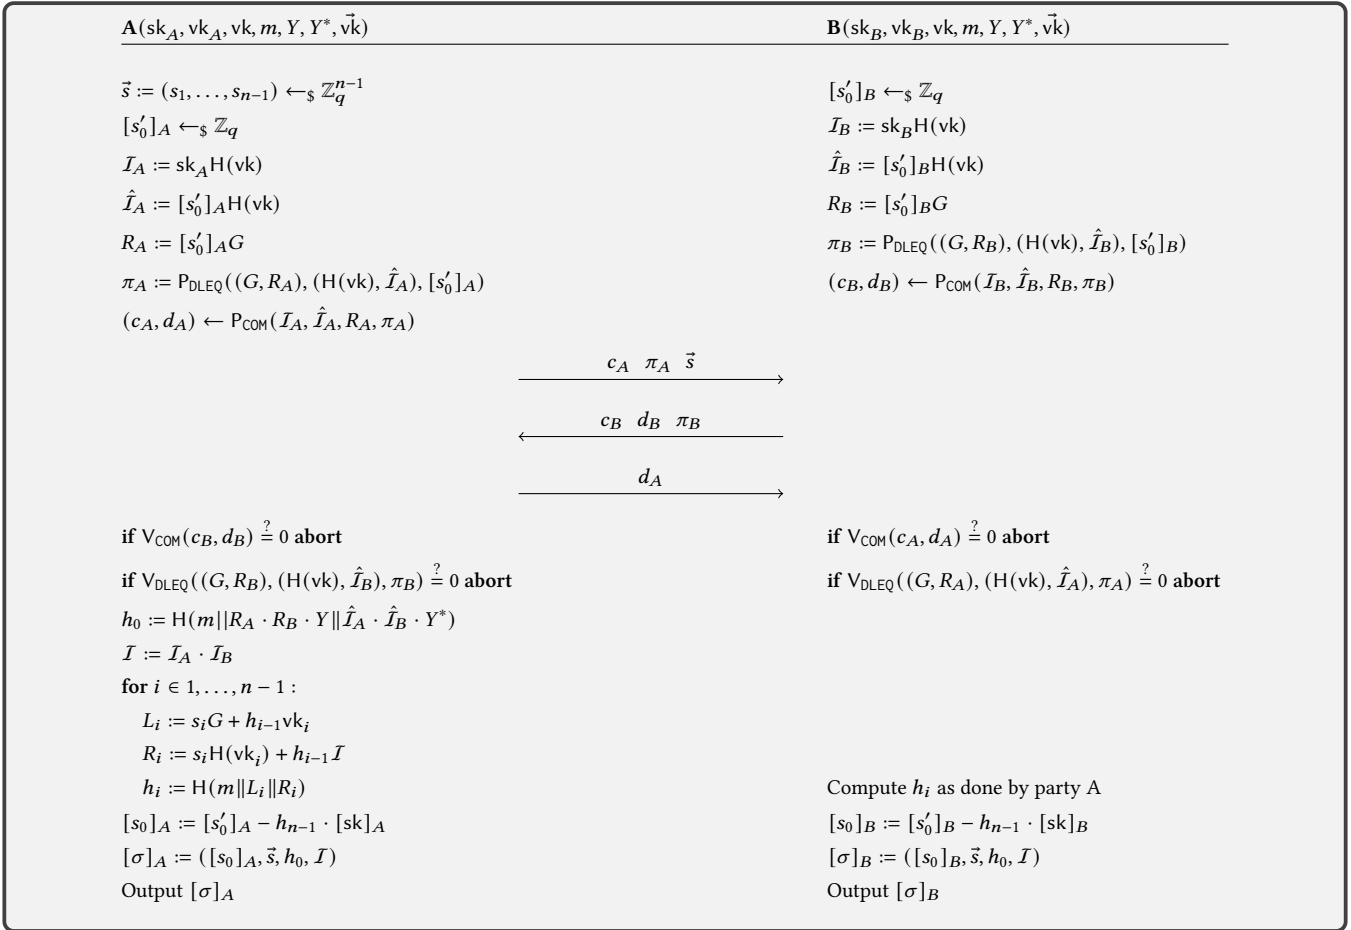 A(sk_A, vk_A, vk, m, Y, Y*, v⃗k) B(sk_B, vk_B, vk, m, Y, Y*, v⃗k)
s⃗ := (s_1, . . . , s_{n−1}) ←_$ ℤ_q^{n−1} [s′_0]_B ←_$ ℤ_q
[s′_0]_A ←_$ ℤ_q I_B := sk_B H(vk)
I_A := sk_A H(vk) Î_B := [s′_0]_B H(vk)
Î_A := [s′_0]_A H(vk) R_B := [s′_0]_B G
R_A := [s′_0]_A G π_B := P_DLEQ((G, R_B), (H(vk), Î_B), [s′_0]_B)
π_A := P_DLEQ((G, R_A), (H(vk), Î_A), [s′_0]_A) (c_B, d_B) ← P_COM(I_B, Î_B, R_B, π_B)
(c_A, d_A) ← P_COM(I_A, Î_A, R_A, π_A)
c_A π_A s⃗
c_B d_B π_B
d_A
if V_COM(c_B, d_B) ≟ 0 abort if V_COM(c_A, d_A) ≟ 0 abort
if V_DLEQ((G, R_B), (H(vk), Î_B), π_B) ≟ 0 abort if V_DLEQ((G, R_A), (H(vk), Î_A), π_A) ≟ 0 abort
h_0 := H(m||R_A · R_B · Y‖Î_A · Î_B · Y*)
I := I_A · I_B
for i ∈ 1, . . . , n − 1 :
L_i := s_i G + h_{i−1} vk_i
R_i := s_i H(vk_i) + h_{i−1} I
h_i := H(m‖L_i‖R_i) Compute h_i as done by party A
[s_0]_A := [s′_0]_A − h_{n−1} · [sk]_A [s_0]_B := [s′_0]_B − h_{n−1} · [sk]_B
[σ]_A := ([s_0]_A, s⃗, h_0, I) [σ]_B := ([s_0]_B, s⃗, h_0, I)
Output [σ]_A Output [σ]_B